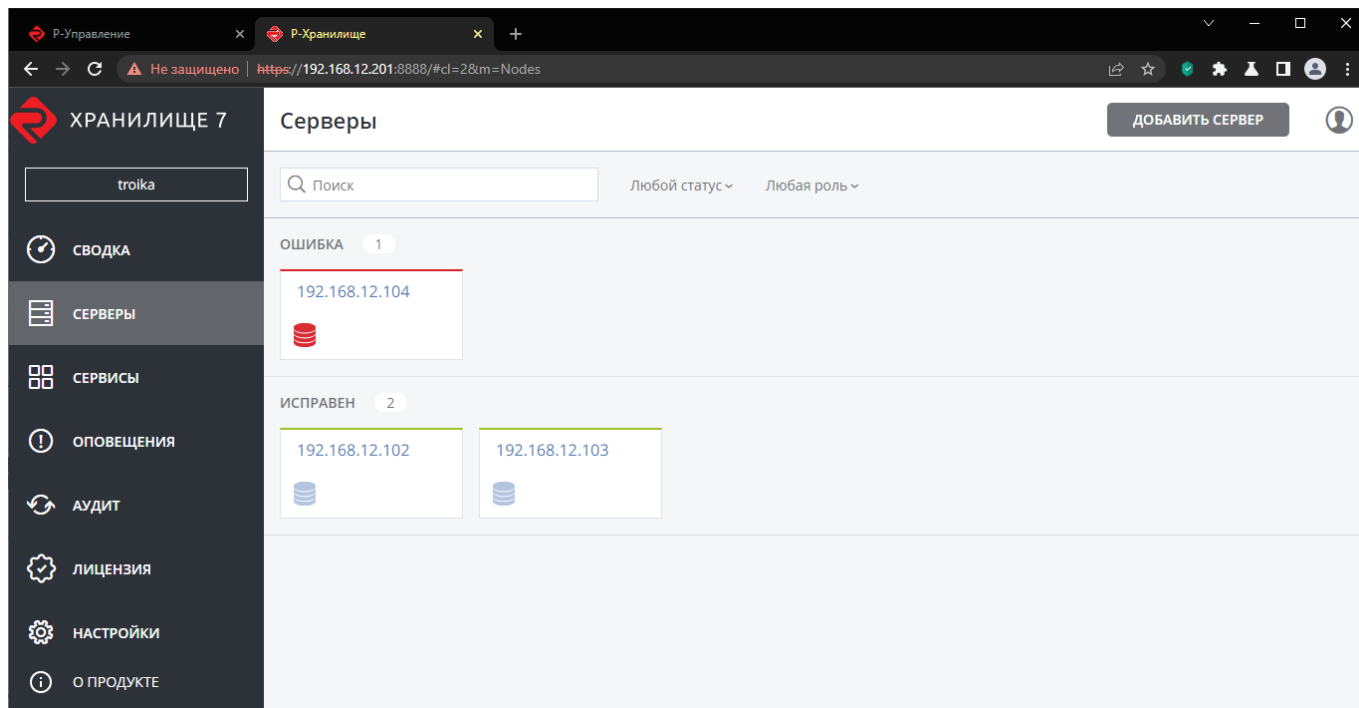 Р-Управление
Р-Хранилище
Не защищено https://192.168.12.201:8888/#cl=2&m=Nodes
ХРАНИЛИЩЕ 7
troika
СВОДКА
СЕРВЕРЫ
СЕРВИСЫ
ОПОВЕЩЕНИЯ
АУДИТ
ЛИЦЕНЗИЯ
НАСТРОЙКИ
О ПРОДУКТЕ
Серверы
ДОБАВИТЬ СЕРВЕР
Поиск
Любой статус
Любая роль
ОШИБКА 1
192.168.12.104
ИСПРАВЕН 2
192.168.12.102
192.168.12.103